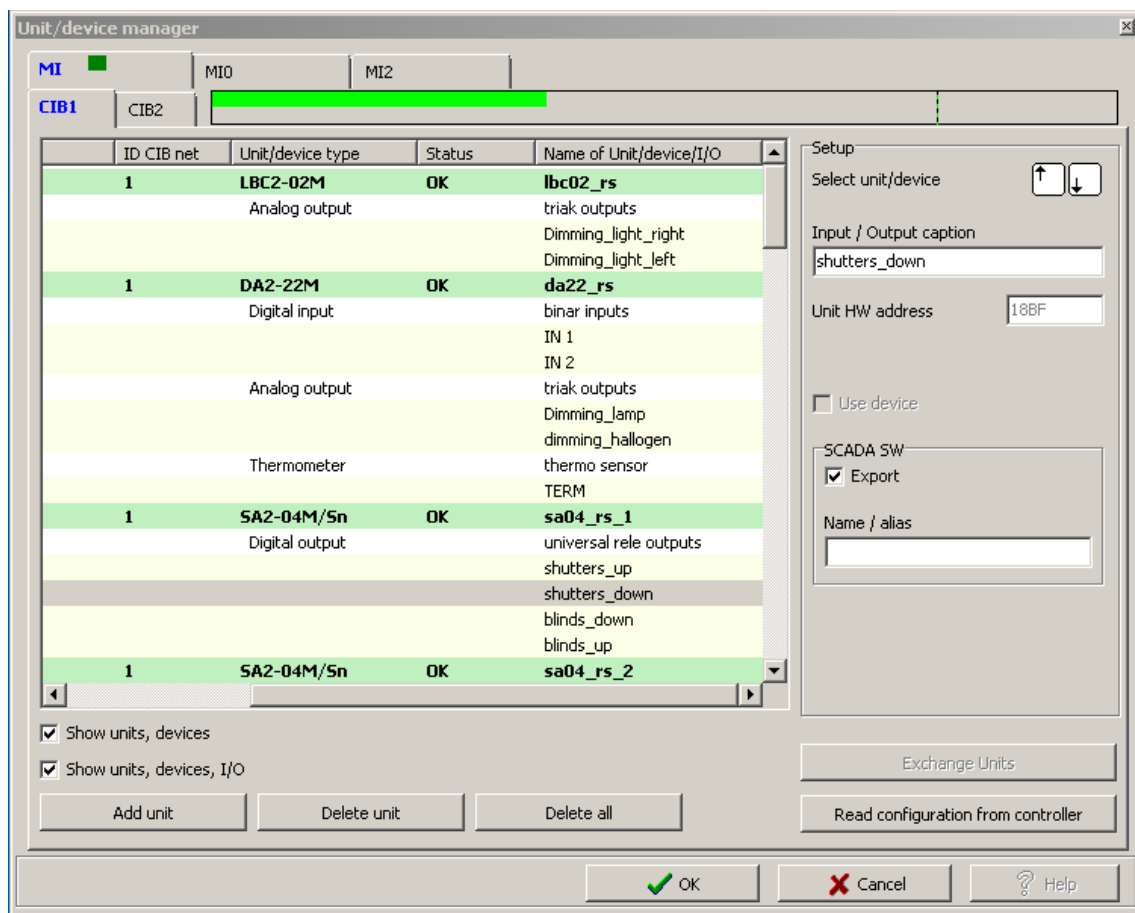 Unit/device manager
MI
MI0
MI2
CIB1
CIB2
ID CIB net Unit/device type Status Name of Unit/device/I/O
1 LBC2-02M OK lbc02_rs
Analog output triak outputs
Dimming_light_right
Dimming_light_left
1 DA2-22M OK da22_rs
Digital input binar inputs
IN 1
IN 2
Analog output triak outputs
Dimming_lamp
dimming_hallogen
Thermometer thermo sensor
TERM
1 SA2-04M/Sn OK sa04_rs_1
Digital output universal rele outputs
shutters_up
shutters_down
blinds_down
blinds_up
1 SA2-04M/Sn OK sa04_rs_2
Setup
Select unit/device
Input / Output caption
shutters_down
Unit HW address 18BF
Use device
SCADA SW
Export
Name / alias
Show units, devices
Show units, devices, I/O
Exchange Units
Add unit Delete unit Delete all Read configuration from controller
OK Cancel Help